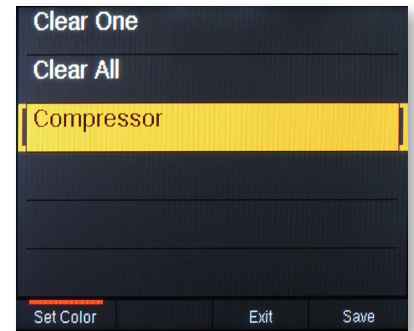 Clear One
Clear All
Compressor
Set Color Exit Save